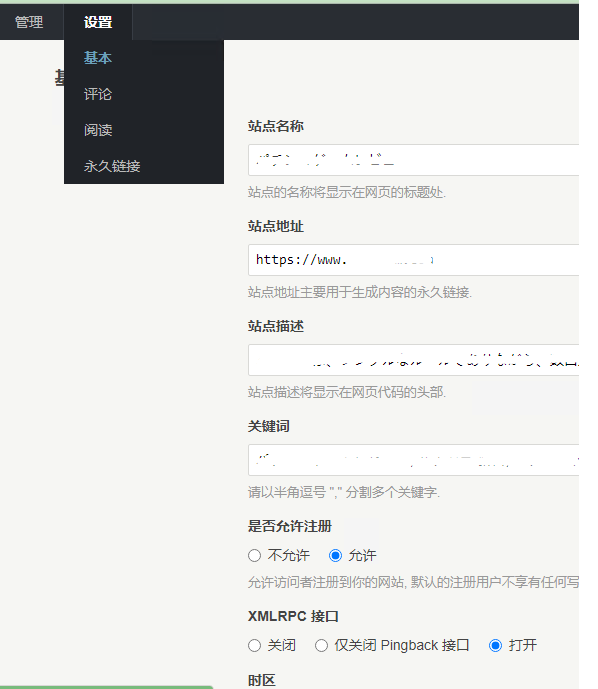 管理 设置
基
基本
评论
阅读
永久链接
站点名称
站点的名称将显示在网页的标题处.
站点地址
https://www.
站点地址主要用于生成内容的永久链接.
站点描述
站点描述将显示在网页代码的头部.
关键词
请以半角逗号 "," 分割多个关键字.
是否允许注册
不允许 允许
允许访问者注册到你的网站, 默认的注册用户不享有任何写
XMLRPC 接口
关闭 仅关闭 Pingback 接口 打开
时区